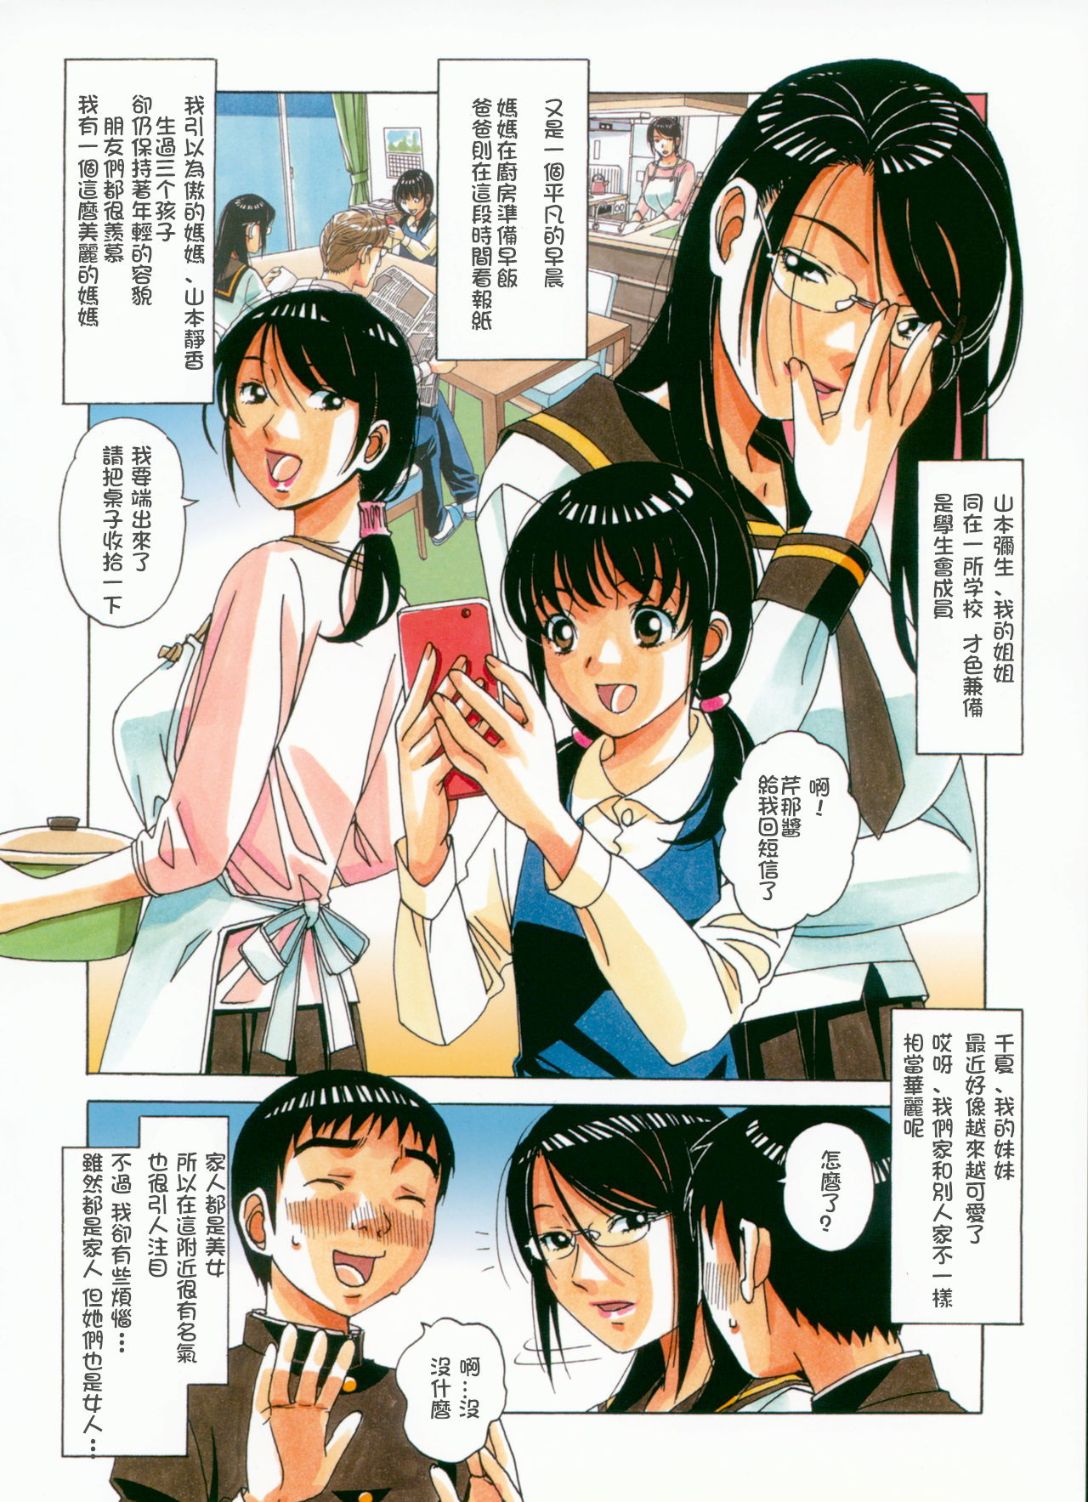 又是一個平凡的早晨
媽媽在廚房準備早飯
爸爸則在這段時間看報紙
我引以為傲的媽媽、山本靜香
生過三个孩子
卻仍保持著年輕的容貌
朋友們都很羨慕
我有一個這麼美麗的媽媽
我要端出來了
請把桌子收拾一下
山本彌生、我的姐姐
同在一所学校 才色兼備
是學生會成員
啊！
芹那醬
給我回短信了
千夏、我的妹妹
最近好像越來越可愛了
哎呀、我們家和別人家不一樣
相當華麗呢
怎麼了？
啊…沒
沒什麼
家人都是美女
所以在這附近很有名氣
也很引人注目
不過 我卻有些煩惱…
雖然都是家人 但她們也是女人…